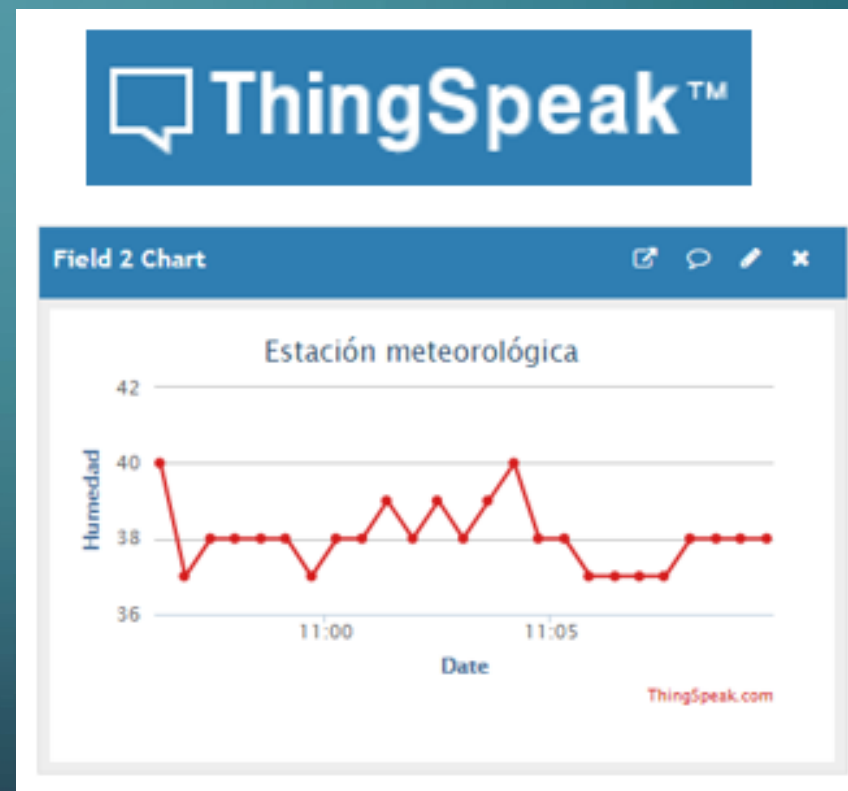 ThingSpeak™
Field 2 Chart
Estación meteorológica
42
40
38
36
Humedad
11:00
11:05
Date
ThingSpeak.com